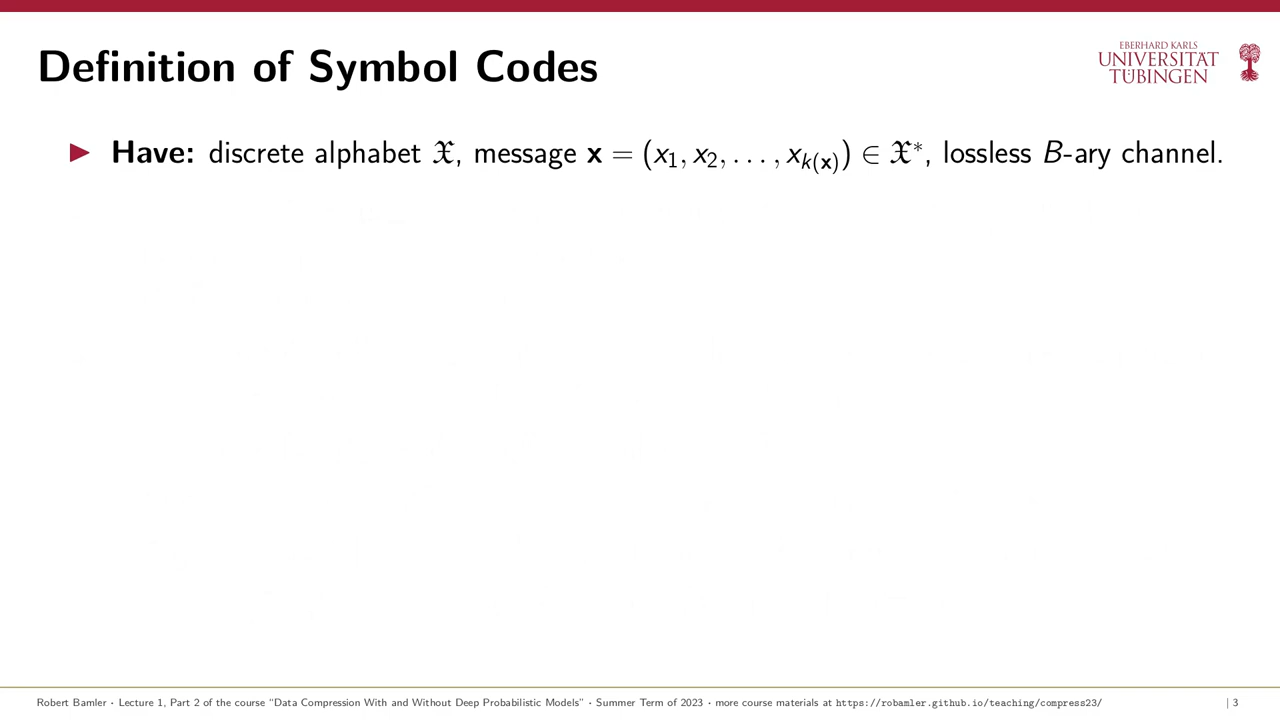 Definition of Symbol Codes
EBERHARD KARLS
UNIVERSITÄT
TÜBINGEN
▶ Have: discrete alphabet 𝔛, message 𝐱 = (x₁, x₂, . . . , x_{k(𝐱)}) ∈ 𝔛*, lossless B-ary channel.
Robert Bamler · Lecture 1, Part 2 of the course “Data Compression With and Without Deep Probabilistic Models” · Summer Term of 2023 · more course materials at https://robamler.github.io/teaching/compress23/
| 3